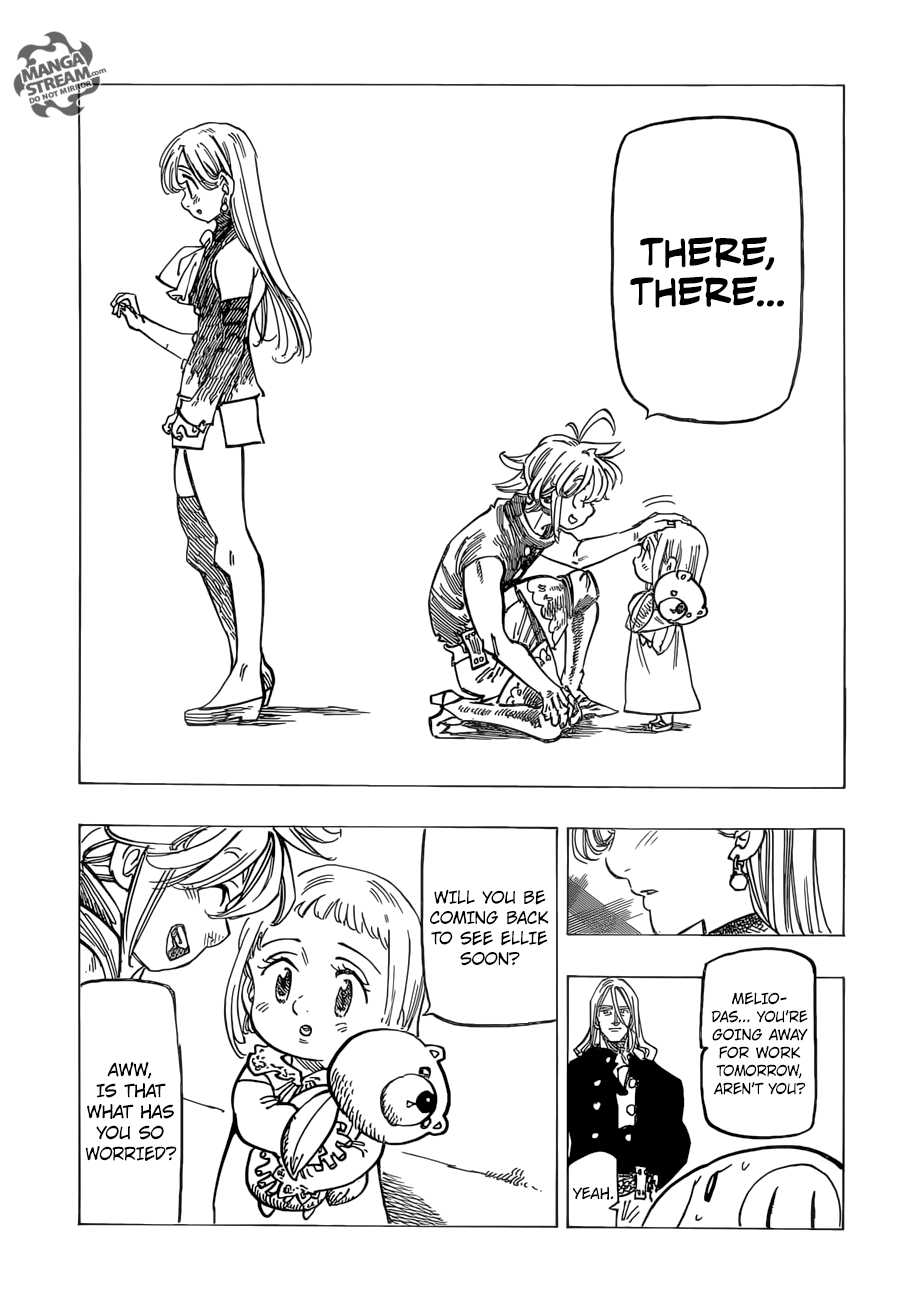 MANGA
STREAM.com
DO NOT MIRROR
THERE,
THERE...
MELIO-
DAS... YOU'RE
GOING AWAY
FOR WORK
TOMORROW,
AREN'T YOU?
YEAH.
WILL YOU BE
COMING BACK
TO SEE ELLIE
SOON?
AWW,
IS THAT
WHAT HAS
YOU SO
WORRIED?